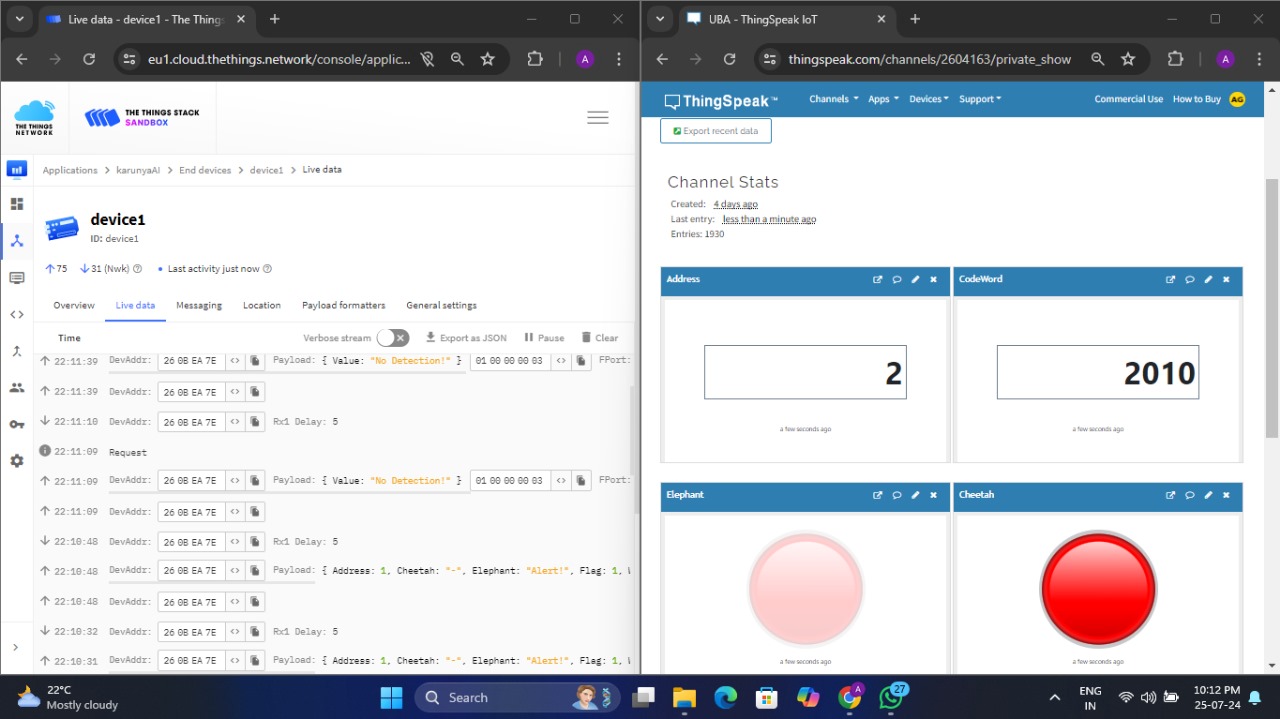 Live data - device1 - The Things
eu1.cloud.thethings.network/console/applic...
A
THE THINGS NETWORK
THE THINGS STACK
SANDBOX
Applications > karunyaAI > End devices > device1 > Live data
device1
ID: device1
75 31 (Nwk) Last activity just now
Overview Live data Messaging Location Payload formatters General settings
Time Verbose stream Export as JSON Pause Clear
22:11:39 DevAddr: 26 0B EA 7E <> Payload: { Value: "No Detection!" } 01 00 00 00 03 <> FPort:
22:11:39 DevAddr: 26 0B EA 7E <>
22:11:10 DevAddr: 26 0B EA 7E <> Rx1 Delay: 5
22:11:09 Request
22:11:09 DevAddr: 26 0B EA 7E <> Payload: { Value: "No Detection!" } 01 00 00 00 03 <> FPort:
22:11:09 DevAddr: 26 0B EA 7E <>
22:10:48 DevAddr: 26 0B EA 7E <> Rx1 Delay: 5
22:10:48 DevAddr: 26 0B EA 7E <> Payload: { Address: 1, Cheetah: "-", Elephant: "Alert!", Flag: 1,
22:10:48 DevAddr: 26 0B EA 7E <>
22:10:32 DevAddr: 26 0B EA 7E <> Rx1 Delay: 5
22:10:31 DevAddr: 26 0B EA 7E <> Payload: { Address: 1, Cheetah: "-", Elephant: "Alert!", Flag: 1,
UBA - ThingSpeak IoT
thingspeak.com/channels/2604163/private_show
A
ThingSpeak™ Channels Apps Devices Support Commercial Use How to Buy AG
Export recent data
Channel Stats
Created: 4 days ago
Last entry: less than a minute ago
Entries: 1930
Address
2
a few seconds ago
CodeWord
2010
a few seconds ago
Elephant
a few seconds ago
Cheetah
a few seconds ago
22°C
Mostly cloudy
Search
A
27
ENG
IN
10:12 PM
25-07-24